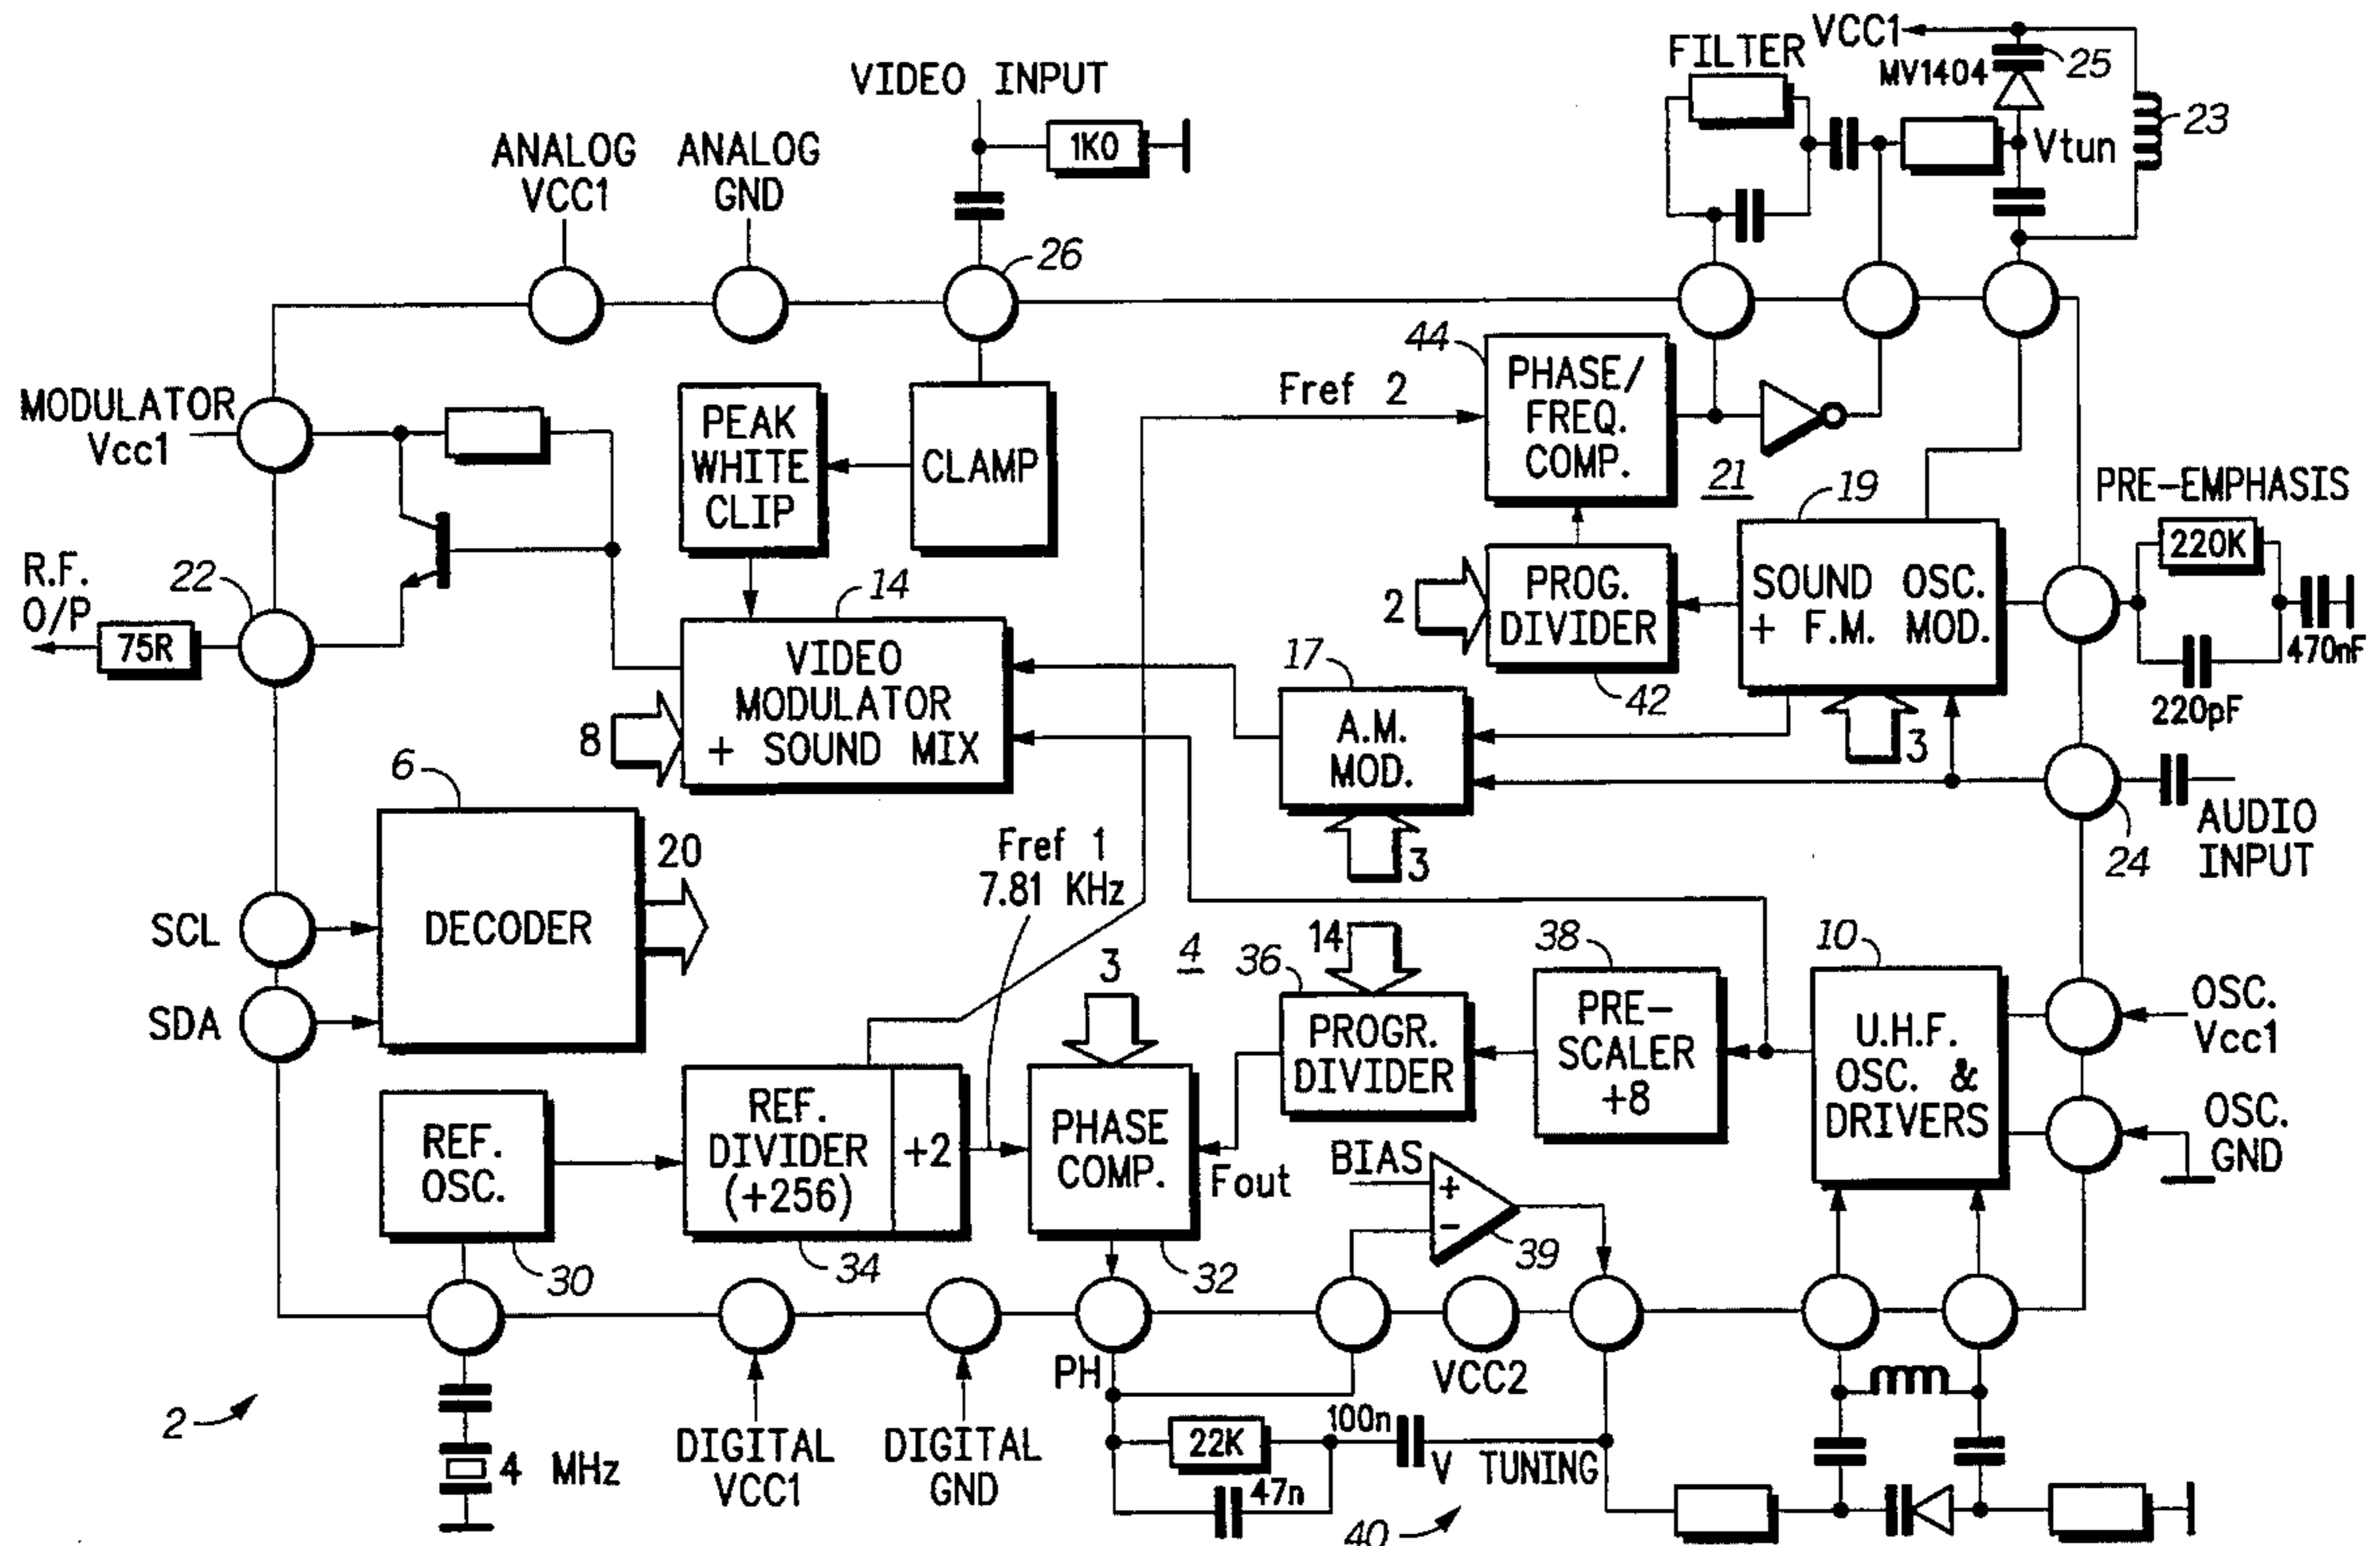 VCC1
FILTER
MV1404
25
VIDEO INPUT
23
ANALOG
VCC1
ANALOG
GND
1K0
Vtun
26
44
MODULATOR
Vcc1
PEAK
WHITE
CLIP
CLAMP
Fref 2
PHASE/
FREQ.
COMP.
21
19
PRE-EMPHASIS
220K
470nF
220pF
R.F.
O/P
22
75R
14
VIDEO
MODULATOR
+ SOUND MIX
8
2
PROG.
DIVIDER
42
SOUND OSC.
+ F.M. MOD.
3
17
A.M.
MOD.
3
AUDIO
INPUT
24
6
DECODER
20
SCL
SDA
Fref 1
7.81 KHz
3
4
36
14
PROGR.
DIVIDER
38
PRE-
SCALER
+8
10
U.H.F.
OSC. &
DRIVERS
OSC.
Vcc1
OSC.
GND
REF.
OSC.
30
REF.
DIVIDER
(+256)
+2
34
PHASE
COMP.
32
Fout
BIAS
+
-
39
PH
VCC2
2
4 MHz
DIGITAL
VCC1
DIGITAL
GND
22K
100n
47n
V TUNING
40